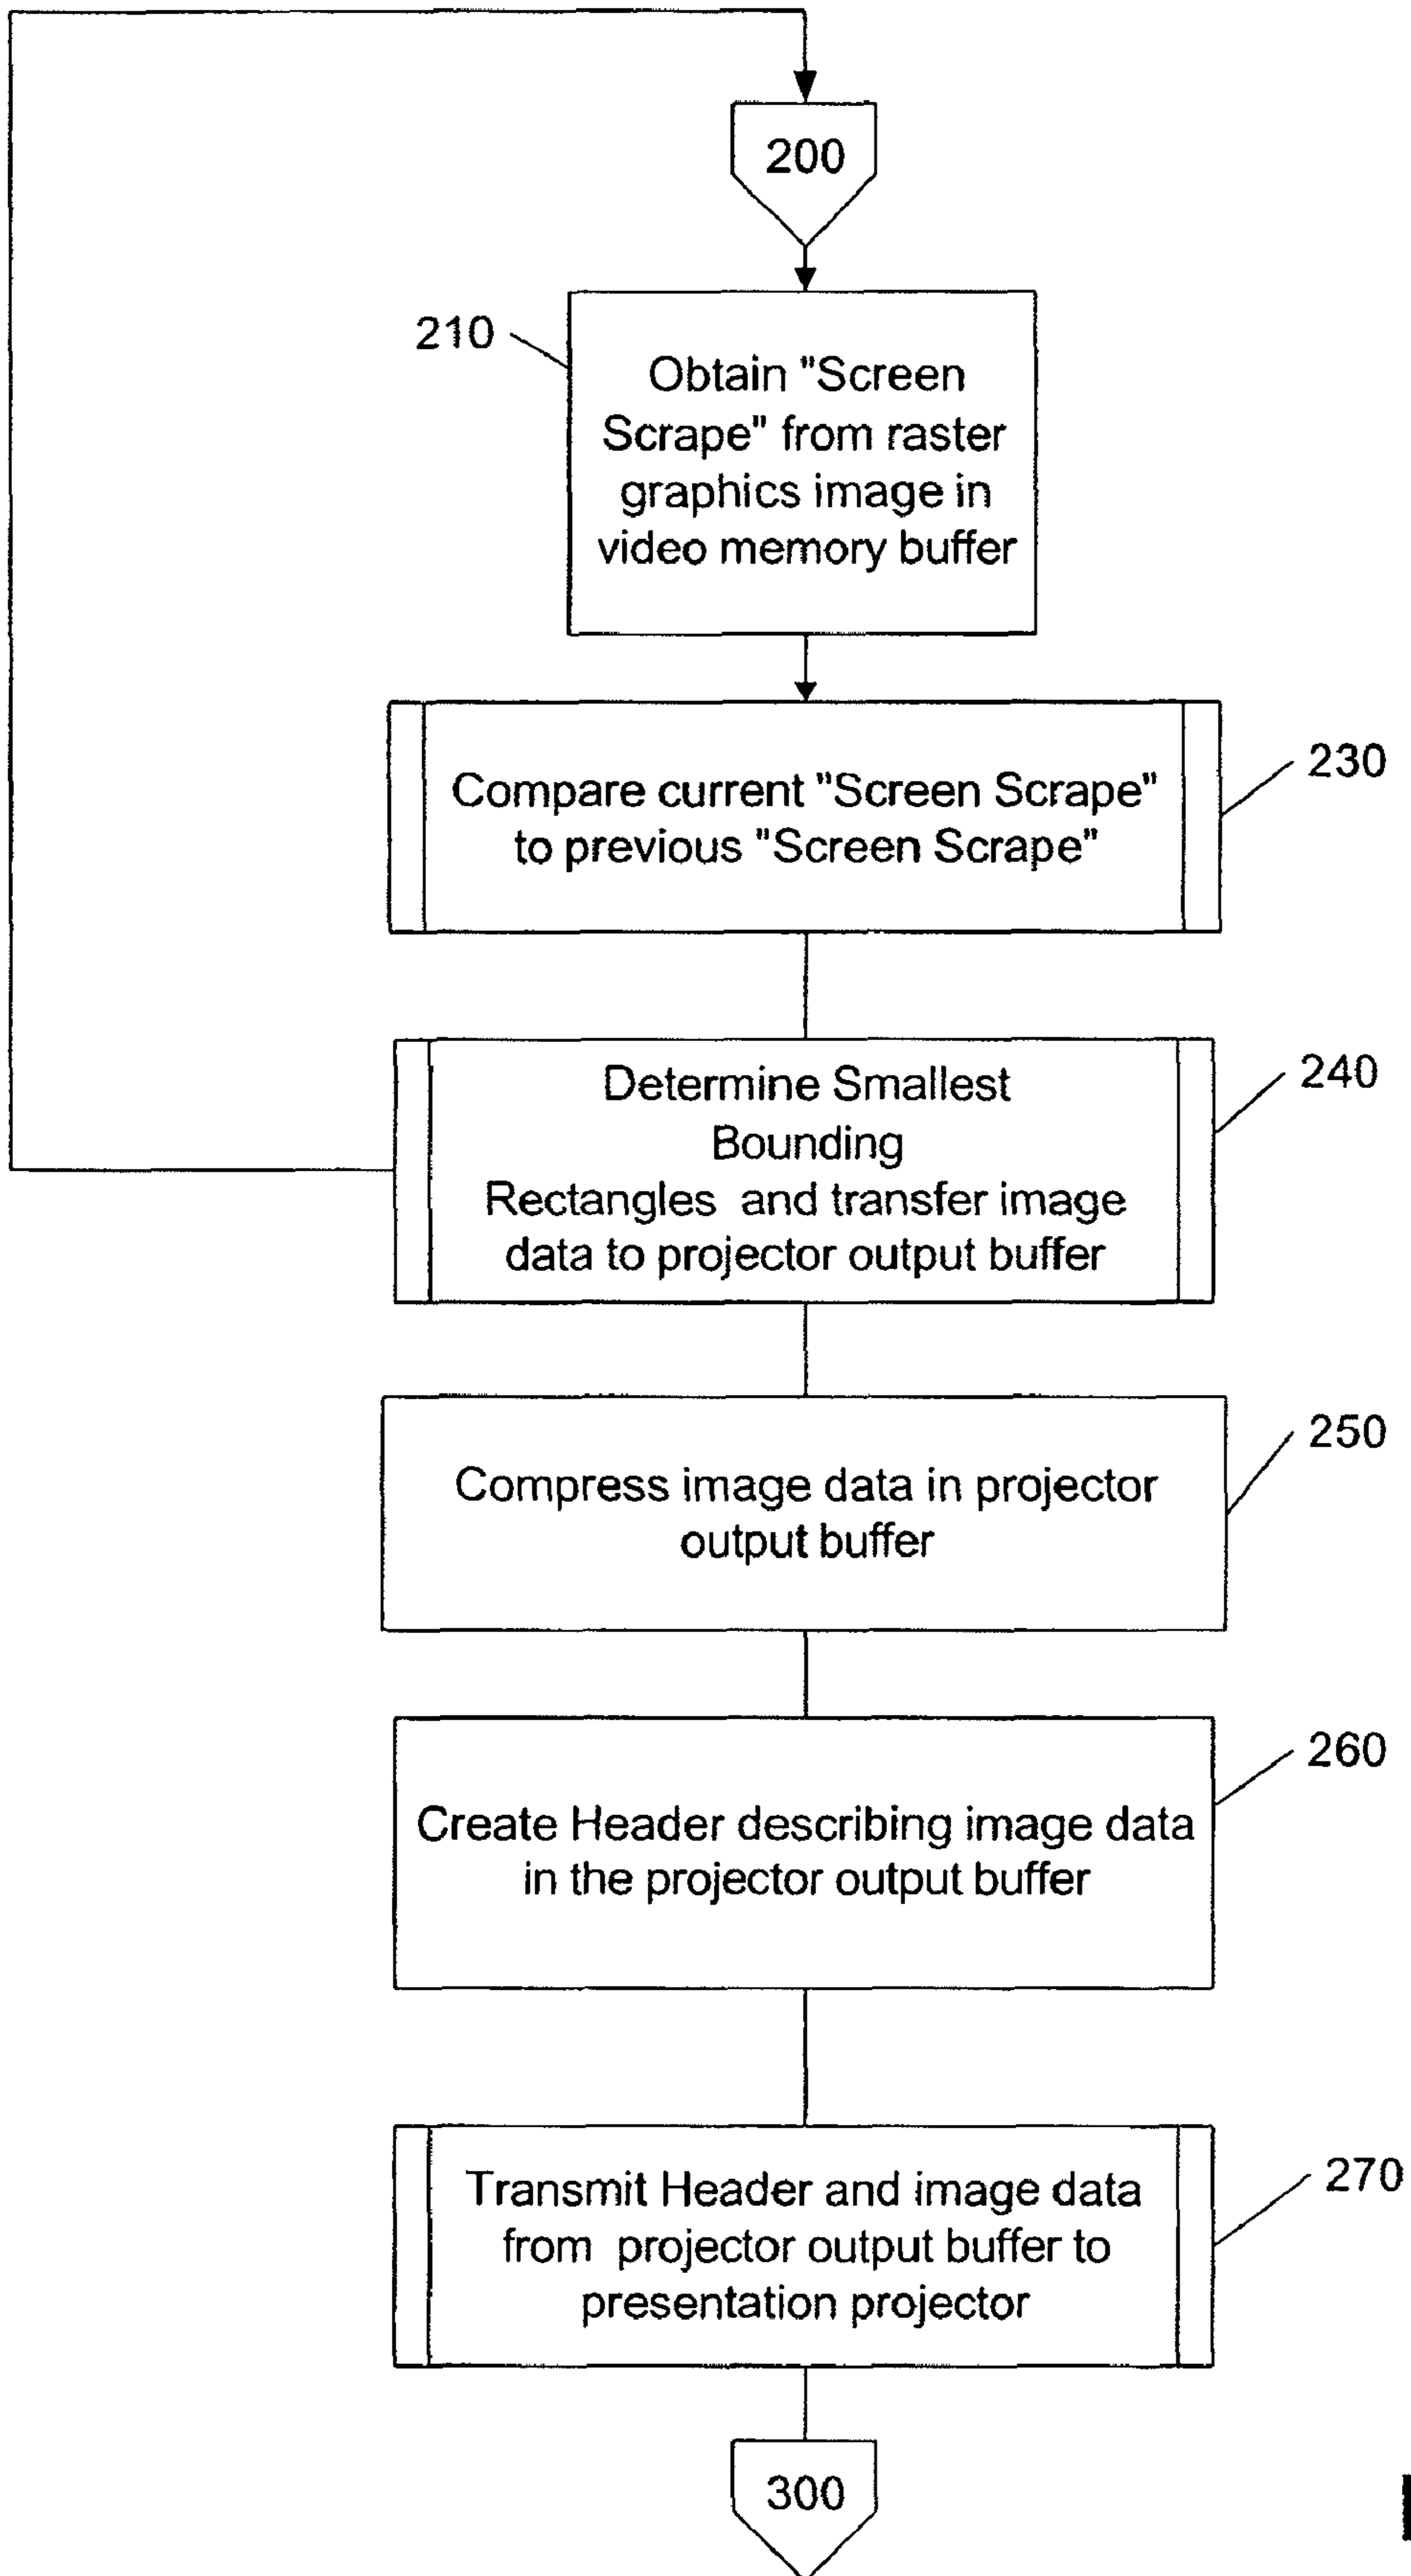 200
210
Obtain "Screen
Scrape" from raster
graphics image in
video memory buffer
230
Compare current "Screen Scrape"
to previous "Screen Scrape"
240
Determine Smallest
Bounding
Rectangles and transfer image
data to projector output buffer
250
Compress image data in projector
output buffer
260
Create Header describing image data
in the projector output buffer
270
Transmit Header and image data
from projector output buffer to
presentation projector
300